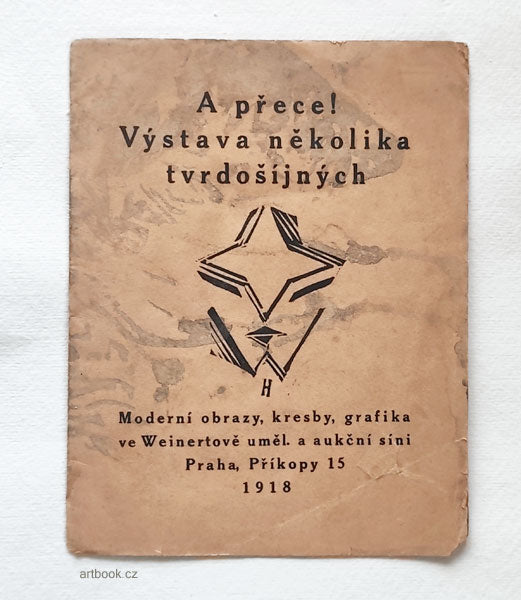 A přece!
Výstava několika
tvrdošíjných
H
Moderní obrazy, kresby, grafika
ve Weinertově uměl. a aukční síni
Praha, Příkopy 15
1918
artbook.cz